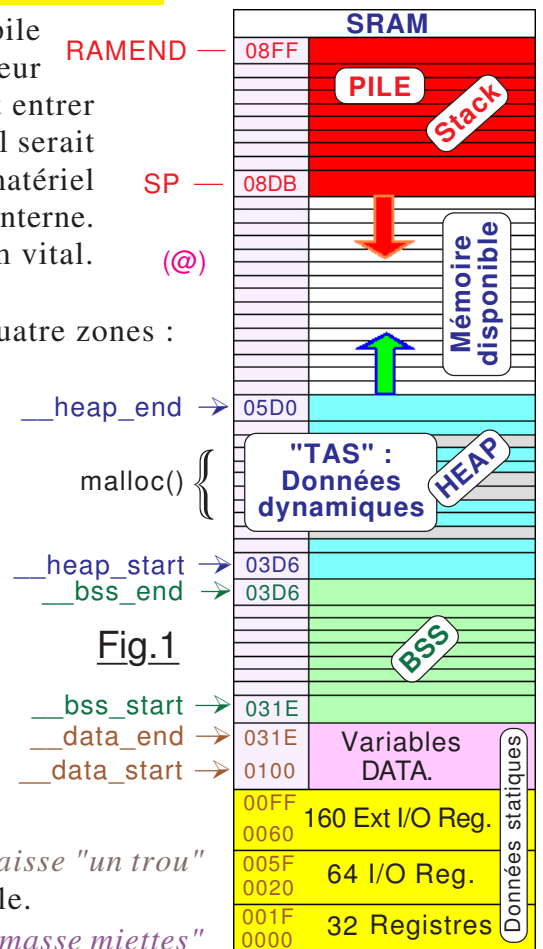 SRAM
pile
RAMEND
08FF
PILE
Stack
entrer
l serait
matériel
SP
08DB
nterne.
n vital.
(@)
Mémoire
disponible
uatre zones :
__heap_end
05D0
"TAS" :
Données
dynamiques
HEAP
malloc() {
__heap_start
03D6
__bss_end
03D6
Fig.1
BSS
__bss_start
031E
__data_end
031E
Variables
DATA.
__data_start
0100
Données statiques
00FF
160 Ext I/O Reg.
0060
aisse "un trou"
005F
64 I/O Reg.
0020
le.
001F
32 Registres
masse miettes"
0000